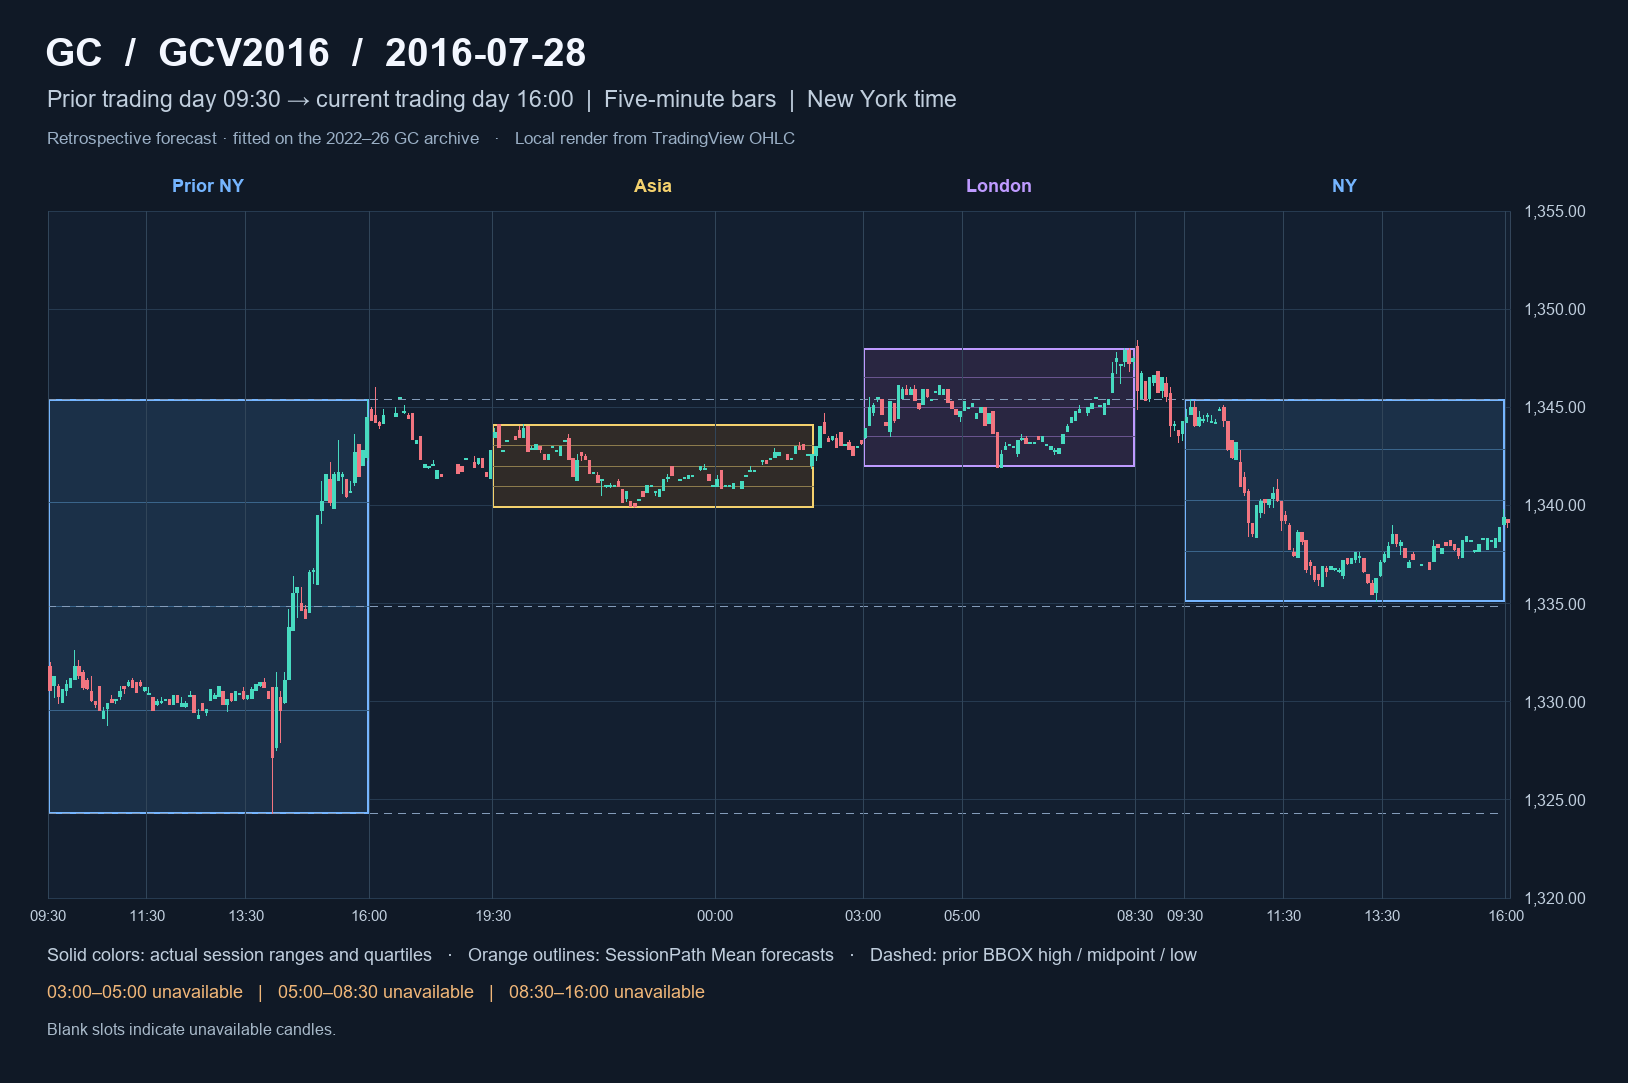 GC / GCV2016 / 2016-07-28
Prior trading day 09:30 → current trading day 16:00 | Five-minute bars | New York time
Retrospective forecast · fitted on the 2022–26 GC archive · Local render from TradingView OHLC
Prior NY Asia London NY
1,355.00
1,350.00
1,345.00
1,340.00
1,335.00
1,330.00
1,325.00
1,320.00
09:30 11:30 13:30 16:00 19:30 00:00 03:00 05:00 08:30 09:30 11:30 13:30 16:00
Solid colors: actual session ranges and quartiles · Orange outlines: SessionPath Mean forecasts · Dashed: prior BBOX high / midpoint / low
03:00–05:00 unavailable | 05:00–08:30 unavailable | 08:30–16:00 unavailable
Blank slots indicate unavailable candles.